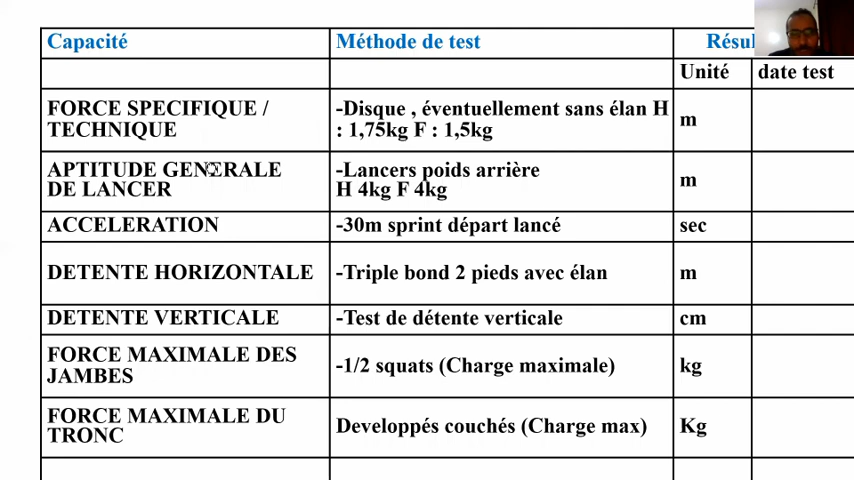 Capacité
Méthode de test
Résul
Unité
date test
FORCE SPECIFIQUE /
TECHNIQUE
-Disque , éventuellement sans élan H
: 1,75kg F : 1,5kg
m
APTITUDE GENERALE
DE LANCER
-Lancers poids arrière
H 4kg F 4kg
m
ACCELERATION
-30m sprint départ lancé
sec
DETENTE HORIZONTALE
-Triple bond 2 pieds avec élan
m
DETENTE VERTICALE
-Test de détente verticale
cm
FORCE MAXIMALE DES
JAMBES
-1/2 squats (Charge maximale)
kg
FORCE MAXIMALE DU
TRONC
Developpés couchés (Charge max)
Kg